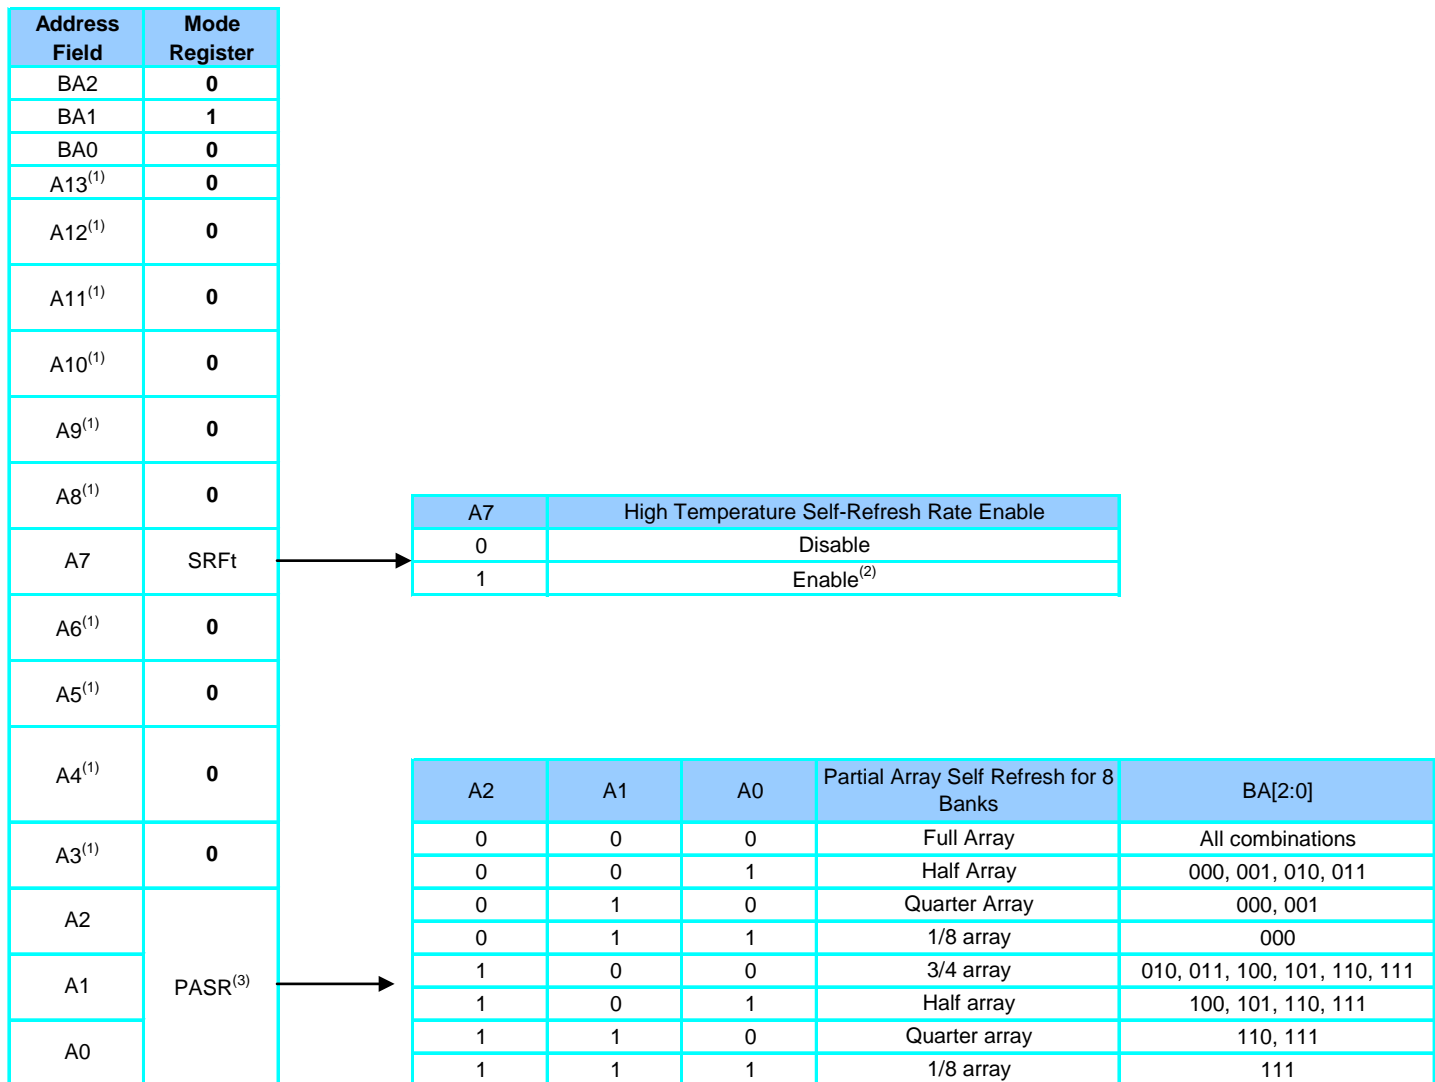 Address Field Mode Register
BA2 0
BA1 1
BA0 0
A13(1) 0
A12(1) 0
A11(1) 0
A10(1) 0
A9(1) 0
A8(1) 0
A7 SRFt
A6(1) 0
A5(1) 0
A4(1) 0
A3(1) 0
A2
A1 PASR(3)
A0
A7 High Temperature Self-Refresh Rate Enable
0 Disable
1 Enable(2)
A2 A1 A0 Partial Array Self Refresh for 8 Banks BA[2:0]
0 0 0 Full Array All combinations
0 0 1 Half Array 000, 001, 010, 011
0 1 0 Quarter Array 000, 001
0 1 1 1/8 array 000
1 0 0 3/4 array 010, 011, 100, 101, 110, 111
1 0 1 Half array 100, 101, 110, 111
1 1 0 Quarter array 110, 111
1 1 1 1/8 array 111